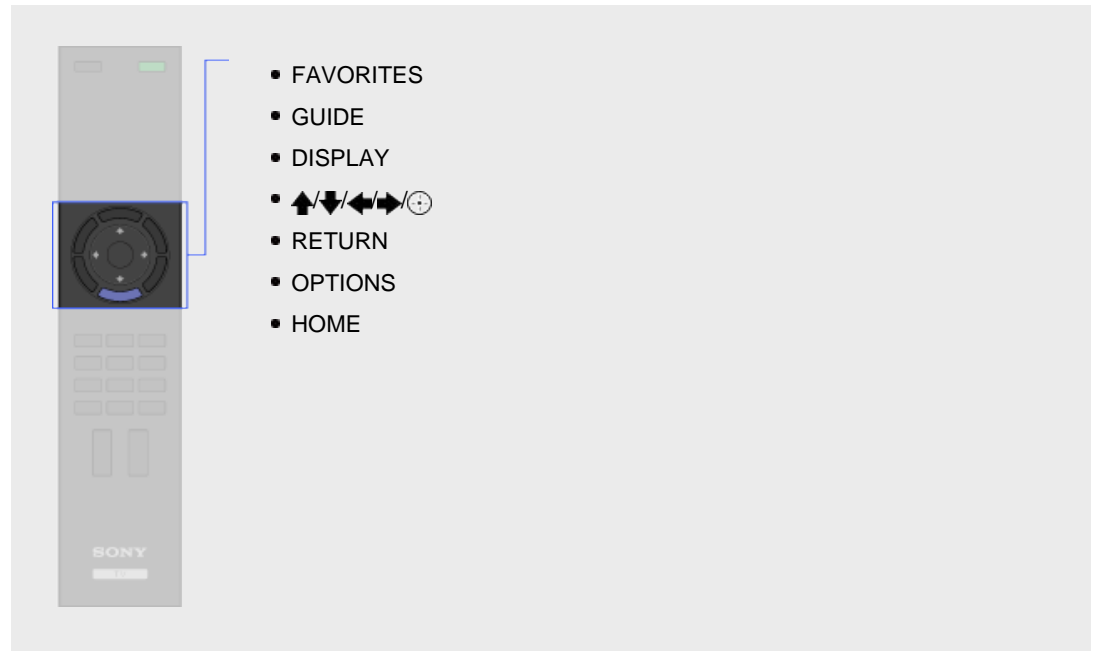 • FAVORITES
• GUIDE
• DISPLAY
• ↑/↓/←/→/⊕
• RETURN
• OPTIONS
• HOME
SONY